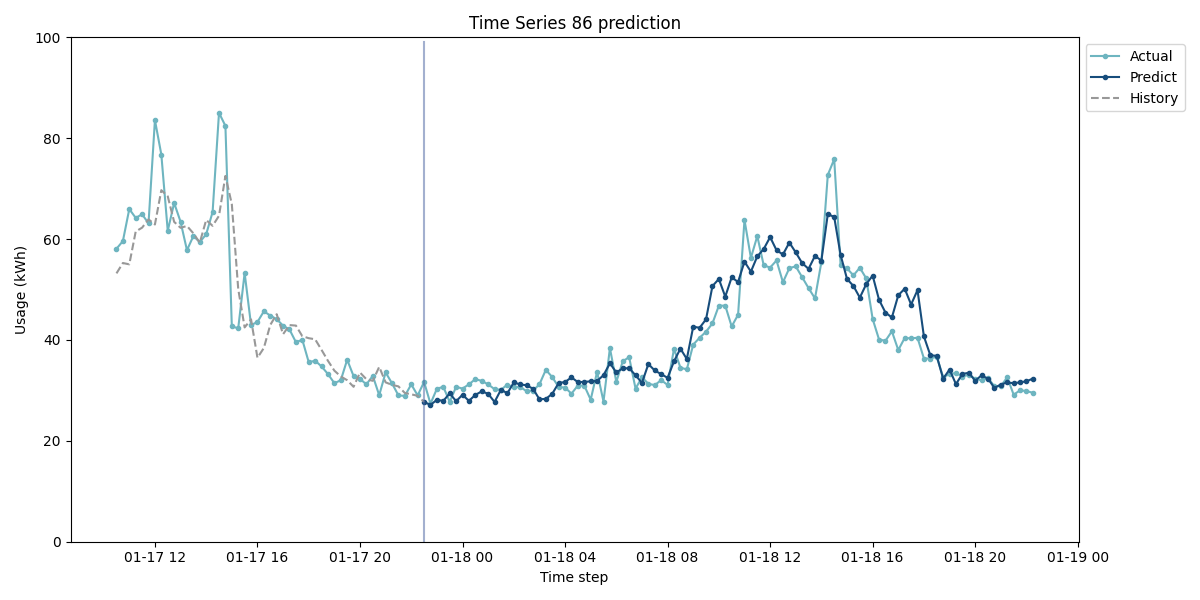 Time Series 86 prediction
100
80
60
40
20
0
Usage (kWh)
01-17 12
01-17 16
01-17 20
01-18 00
01-18 04
01-18 08
01-18 12
01-18 16
01-18 20
01-19 00
Time step
Actual
Predict
History